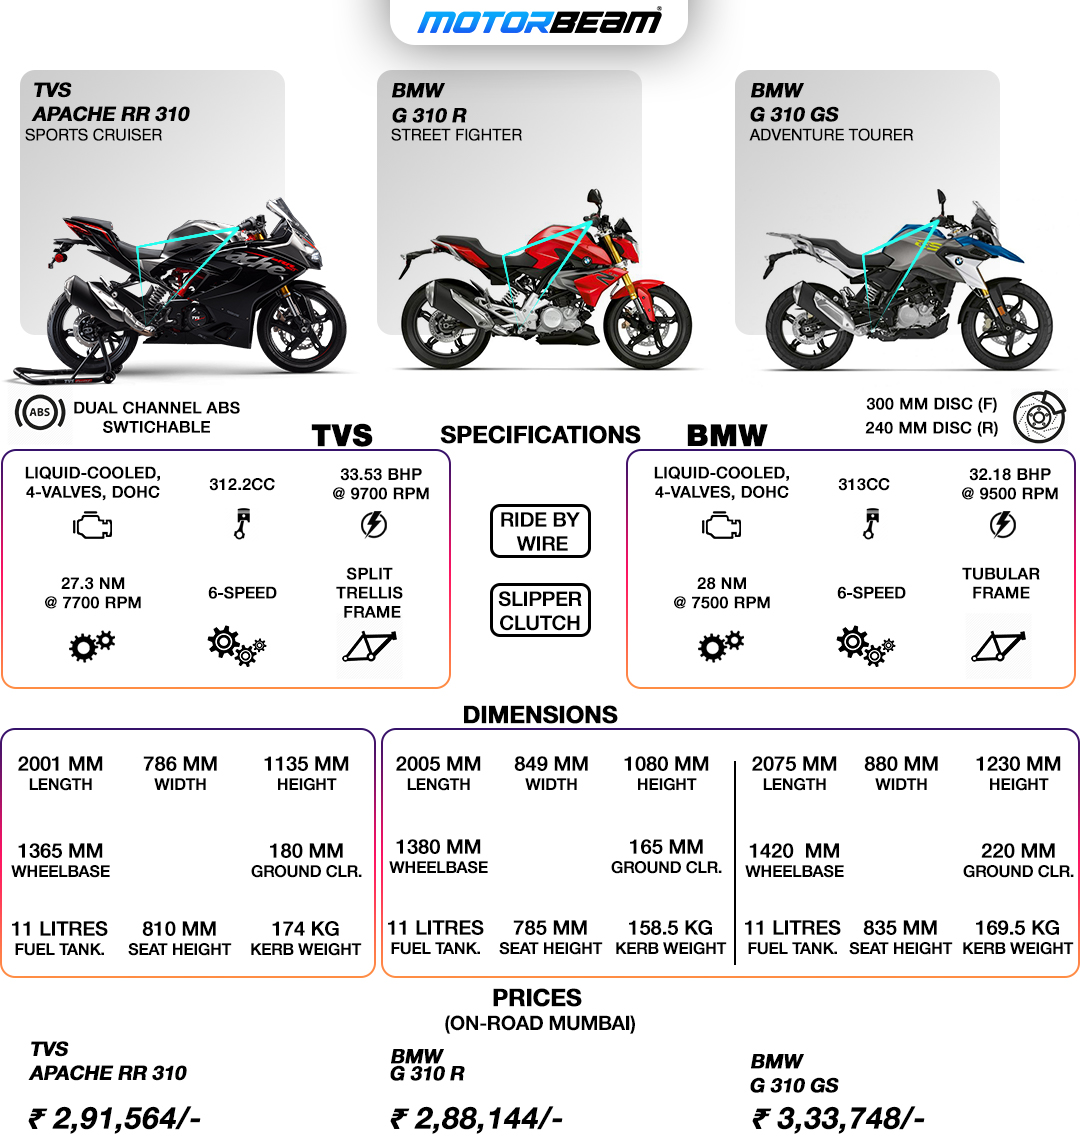 MOTORBEAM
TVS
APACHE RR 310
SPORTS CRUISER
BMW
G 310 R
STREET FIGHTER
BMW
G 310 GS
ADVENTURE TOURER
ABS
DUAL CHANNEL ABS
SWTICHABLE
300 MM DISC (F)
240 MM DISC (R)
TVS
SPECIFICATIONS
BMW
LIQUID-COOLED,
4-VALVES, DOHC
312.2CC
33.53 BHP
@ 9700 RPM
27.3 NM
@ 7700 RPM
6-SPEED
SPLIT
TRELLIS
FRAME
RIDE BY
WIRE
SLIPPER
CLUTCH
LIQUID-COOLED,
4-VALVES, DOHC
313CC
32.18 BHP
@ 9500 RPM
28 NM
@ 7500 RPM
6-SPEED
TUBULAR
FRAME
DIMENSIONS
2001 MM
LENGTH
786 MM
WIDTH
1135 MM
HEIGHT
1365 MM
WHEELBASE
180 MM
GROUND CLR.
11 LITRES
FUEL TANK.
810 MM
SEAT HEIGHT
174 KG
KERB WEIGHT
2005 MM
LENGTH
849 MM
WIDTH
1080 MM
HEIGHT
1380 MM
WHEELBASE
165 MM
GROUND CLR.
11 LITRES
FUEL TANK.
785 MM
SEAT HEIGHT
158.5 KG
KERB WEIGHT
2075 MM
LENGTH
880 MM
WIDTH
1230 MM
HEIGHT
1420 MM
WHEELBASE
220 MM
GROUND CLR.
11 LITRES
FUEL TANK.
835 MM
SEAT HEIGHT
169.5 KG
KERB WEIGHT
PRICES
(ON-ROAD MUMBAI)
TVS
APACHE RR 310
₹ 2,91,564/-
BMW
G 310 R
₹ 2,88,144/-
BMW
G 310 GS
₹ 3,33,748/-